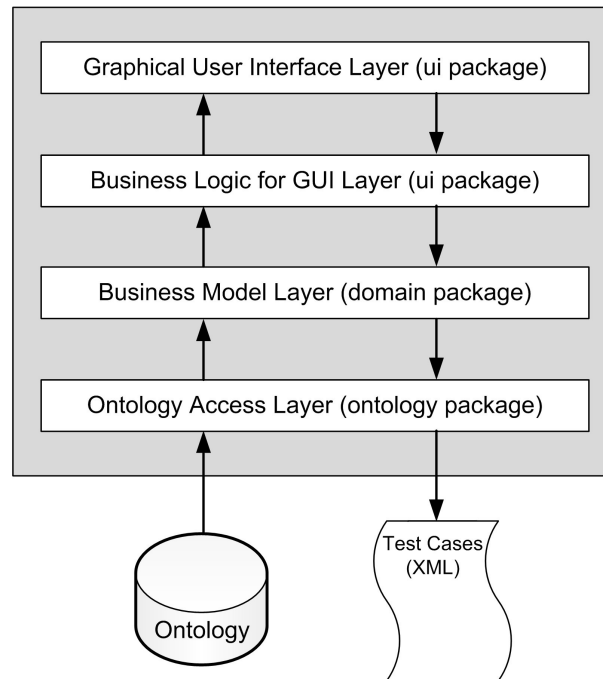 Graphical User Interface Layer (ui package)
Business Logic for GUI Layer (ui package)
Business Model Layer (domain package)
Ontology Access Layer (ontology package)
Test Cases
(XML)
Ontology